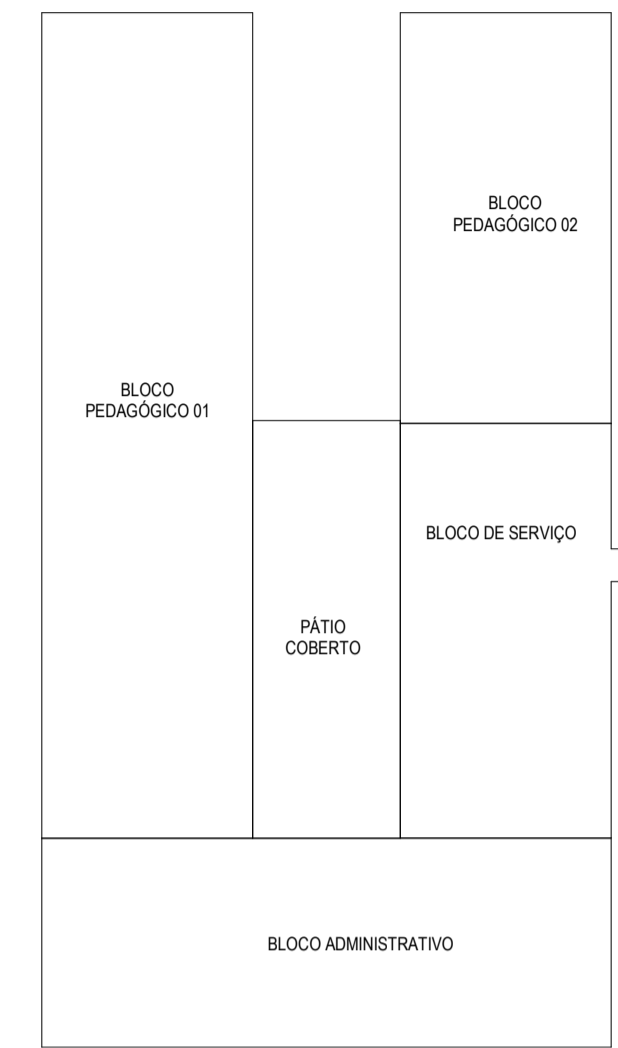 BLOCO
PEDAGÓGICO 02
BLOCO
PEDAGÓGICO 01
BLOCO DE SERVIÇO
PÁTIO
COBERTO
BLOCO ADMINISTRATIVO